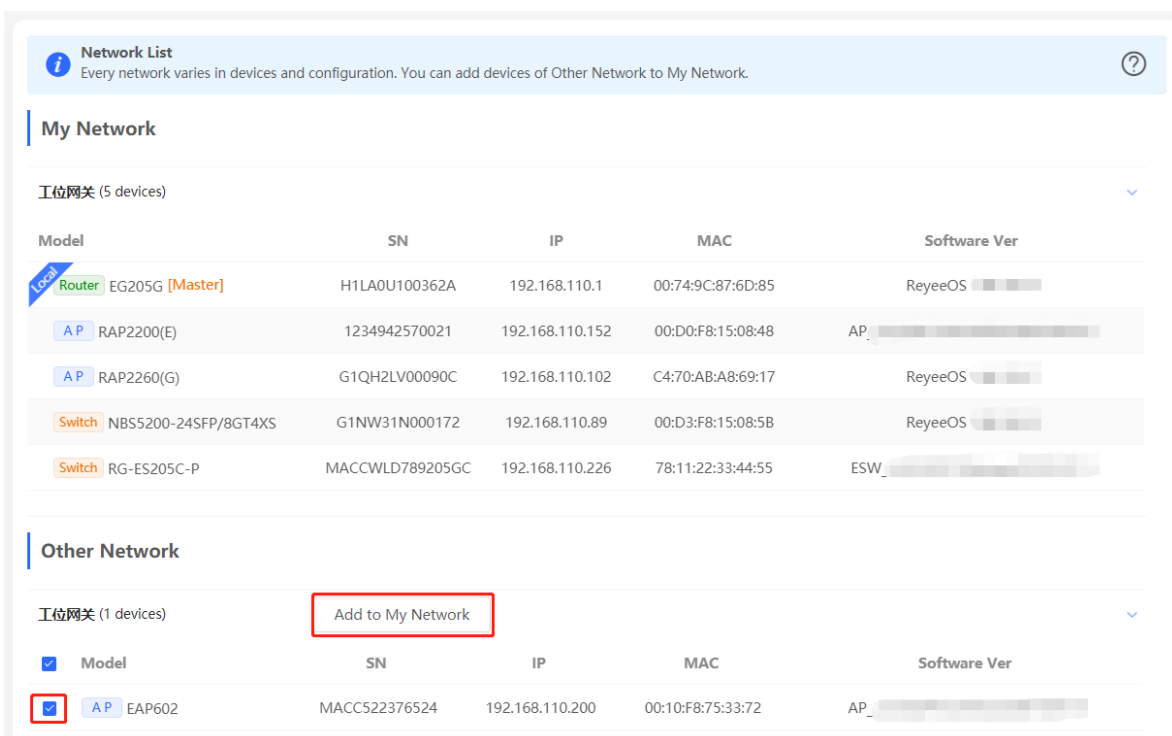 Network List
Every network varies in devices and configuration. You can add devices of Other Network to My Network.
My Network
工位网关 (5 devices)
Model SN IP MAC Software Ver
Local Router EG205G [Master] H1LA0U100362A 192.168.110.1 00:74:9C:87:6D:85 ReyeeOS
AP RAP2200(E) 1234942570021 192.168.110.152 00:D0:F8:15:08:48 AP_
AP RAP2260(G) G1QH2LV00090C 192.168.110.102 C4:70:AB:A8:69:17 ReyeeOS
Switch NBS5200-24SFP/8GT4XS G1NW31N000172 192.168.110.89 00:D3:F8:15:08:5B ReyeeOS
Switch RG-ES205C-P MACCWLD789205GC 192.168.110.226 78:11:22:33:44:55 ESW_
Other Network
工位网关 (1 devices) Add to My Network
Model SN IP MAC Software Ver
AP EAP602 MACC522376524 192.168.110.200 00:10:F8:75:33:72 AP_